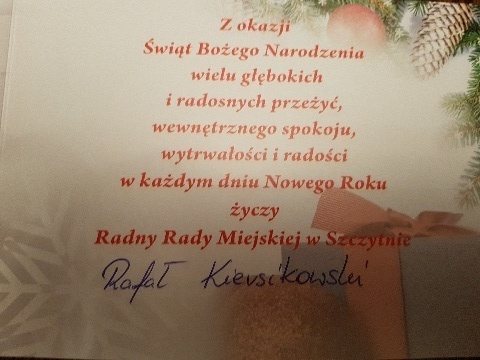 Z okazji
Świąt Bożego Narodzenia
wielu głębokich
i radosnych przeżyć,
wewnętrznego spokoju,
wytrwałości i radości
w każdym dniu Nowego Roku
życzy
Radny Rady Miejskiej w Szczytnie
Rafał Kiersikowski